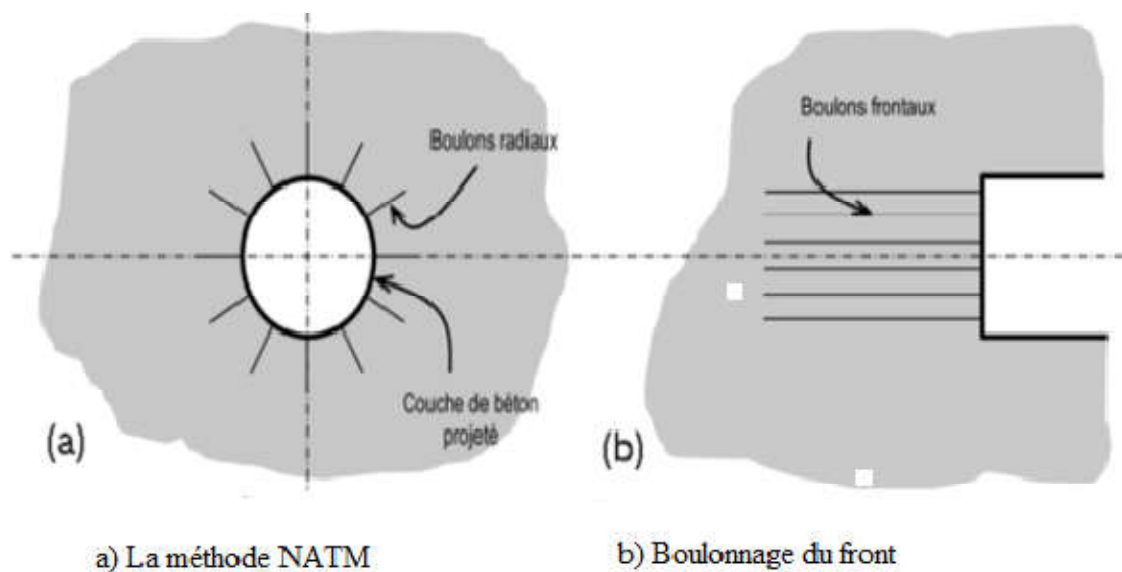 Boulons radiaux
Couche de béton
projeté
(a)
Boulons frontaux
(b)
a) La méthode NATM
b) Boulonnage du front